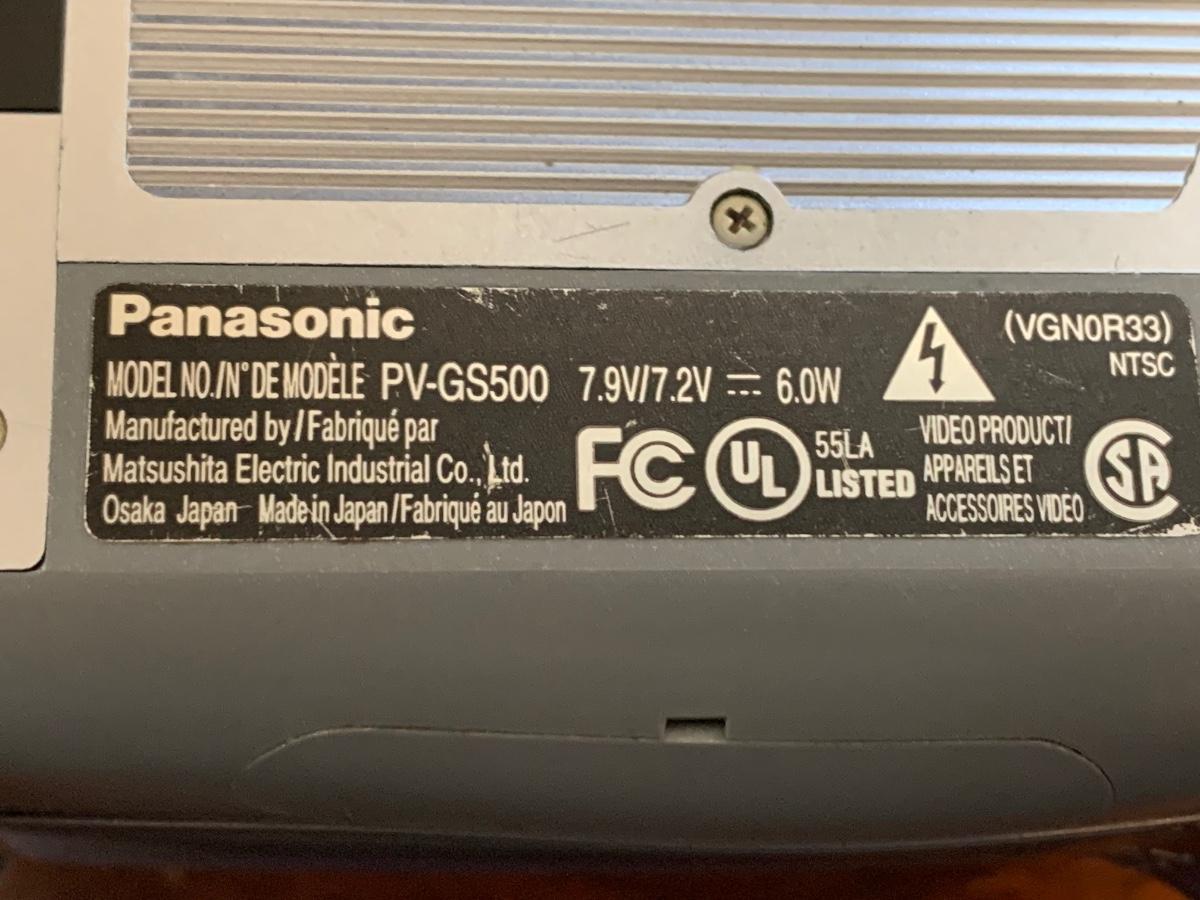 Panasonic
(VGN0R33)
NTSC
MODEL NO./N° DE MODÈLE PV-GS500 7.9V/7.2V ⎓ 6.0W
Manufactured by/Fabriqué par
Matsushita Electric Industrial Co., Ltd.
Osaka Japan Made in Japan/Fabriqué au Japon
FC
UL
55LA
LISTED
VIDEO PRODUCT/
APPAREILS ET
ACCESSOIRES VIDEO
SA